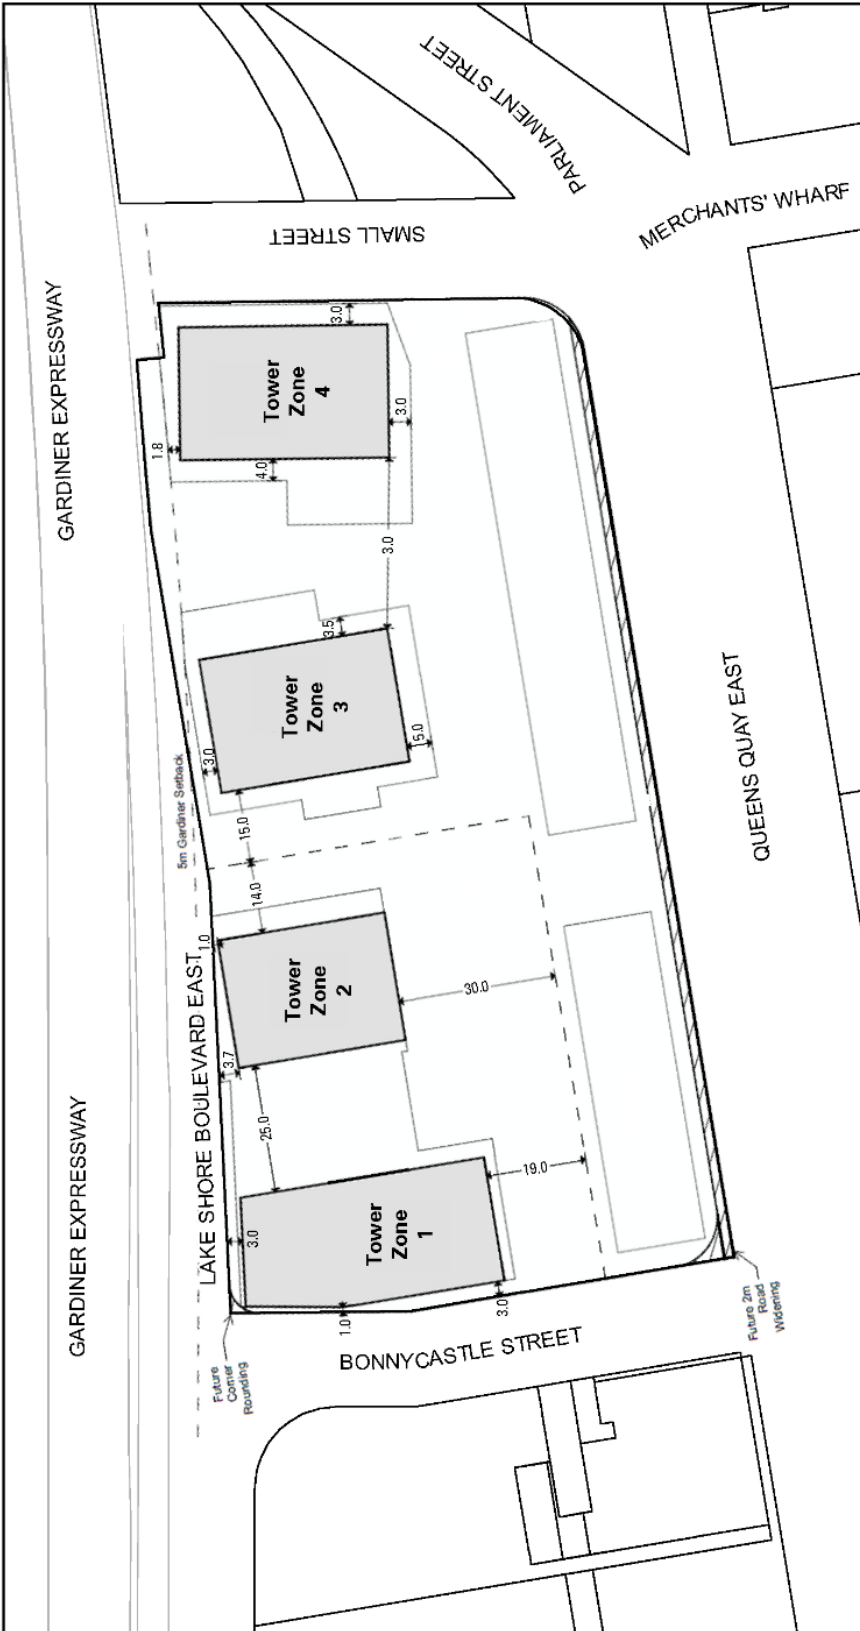 PARLIAMENT STREET
MERCHANTS' WHARF
SMALL STREET
GARDINER EXPRESSWAY
3.0
Tower
Zone
4
1.8
4.0
3.0
3.0
3.5
Tower
Zone
3
3.0
15.0
5m Gardiner Setback
15.0
14.0
QUEENS QUAY EAST
1.0
Tower
Zone
2
30.0
3.7
LAKE SHORE BOULEVARD EAST
25.0
19.0
GARDINER EXPRESSWAY
3.0
Tower
Zone
1
1.0
3.0
Future 2m
Road
Widening
Future
Corner
Rounding
BONNYCASTLE STREET